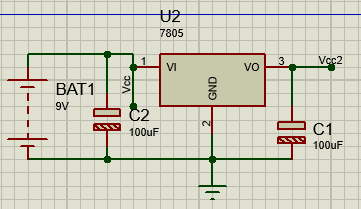 U2
7805
1
VI
VO
3
Vcc2
Vcc
GND
2
BAT1
9V
C2
100uF
C1
100uF